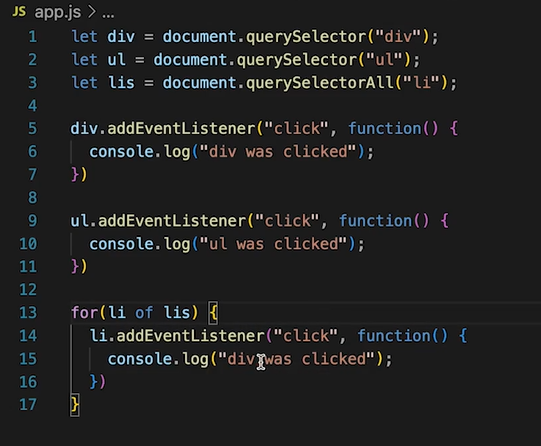 JS app.js > ...
1 let div = document.querySelector("div");
2 let ul = document.querySelector("ul");
3 let lis = document.querySelectorAll("li");
4
5 div.addEventListener("click", function() {
6 console.log("div was clicked");
7 })
8
9 ul.addEventListener("click", function() {
10 console.log("ul was clicked");
11 })
12
13 for(li of lis) {
14 li.addEventListener("click", function() {
15 console.log("div was clicked");
16 })
17 }